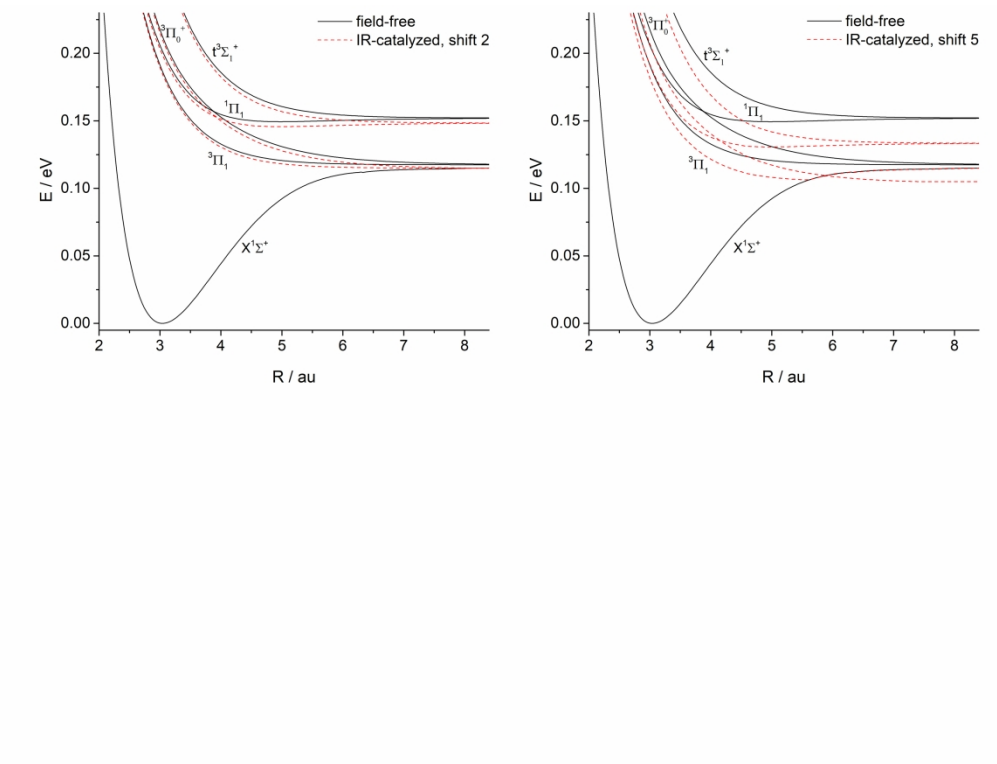 field-free
IR-catalyzed, shift 2
³Π₀⁺
t³Σ₁⁺
¹Π₁
³Π₁
X¹Σ⁺
E / eV
0.20
0.15
0.10
0.05
0.00
2 3 4 5 6 7 8
R / au
field-free
IR-catalyzed, shift 5
³Π₀⁺
t³Σ₁⁺
¹Π₁
³Π₁
X¹Σ⁺
E / eV
0.20
0.15
0.10
0.05
0.00
2 3 4 5 6 7 8
R / au